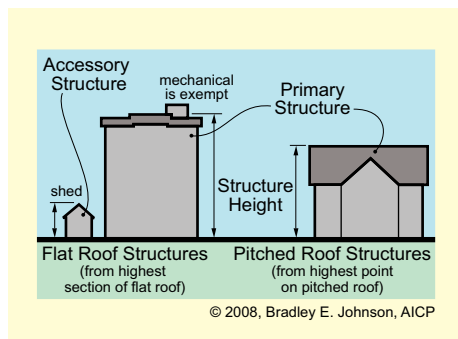 Accessory
Structure
mechanical
is exempt
Primary
Structure
shed
Structure
Height
Flat Roof Structures
(from highest
section of flat roof)
Pitched Roof Structures
(from highest point
on pitched roof)
© 2008, Bradley E. Johnson, AICP